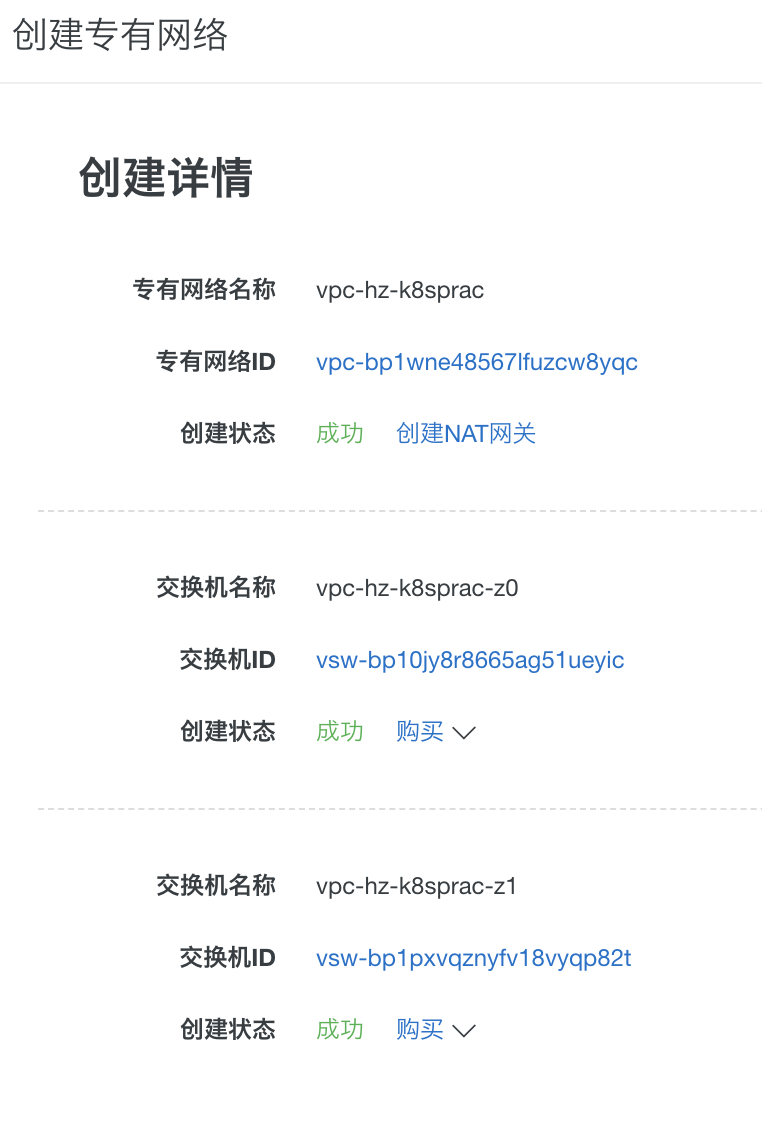 创建专有网络
创建详情
专有网络名称 vpc-hz-k8sprac
专有网络ID vpc-bp1wne48567lfuzcw8yqc
创建状态 成功 创建NAT网关
交换机名称 vpc-hz-k8sprac-z0
交换机ID vsw-bp10jy8r8665ag51ueyic
创建状态 成功 购买
交换机名称 vpc-hz-k8sprac-z1
交换机ID vsw-bp1pxvqznyfv18vyqp82t
创建状态 成功 购买